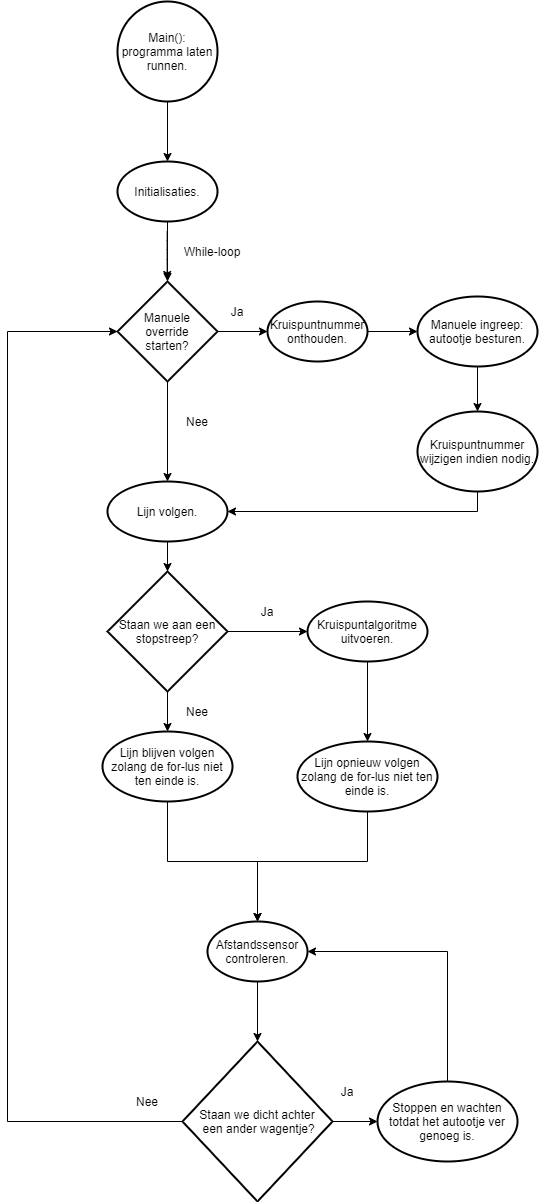 Main():
programma laten
runnen.
Initialisaties.
While-loop
Manuele
override
starten?
Ja
Kruispuntnummer
onthouden.
Manuele ingreep:
autootje besturen.
Nee
Kruispuntnummer
wijzigen indien nodig.
Lijn volgen.
Staan we aan een
stopstreep?
Ja
Kruispuntalgoritme
uitvoeren.
Nee
Lijn blijven volgen
zolang de for-lus niet
ten einde is.
Lijn opnieuw volgen
zolang de for-lus niet ten
einde is.
Afstandssensor
controleren.
Staan we dicht achter
een ander wagentje?
Nee
Ja
Stoppen en wachten
totdat het autootje ver
genoeg is.